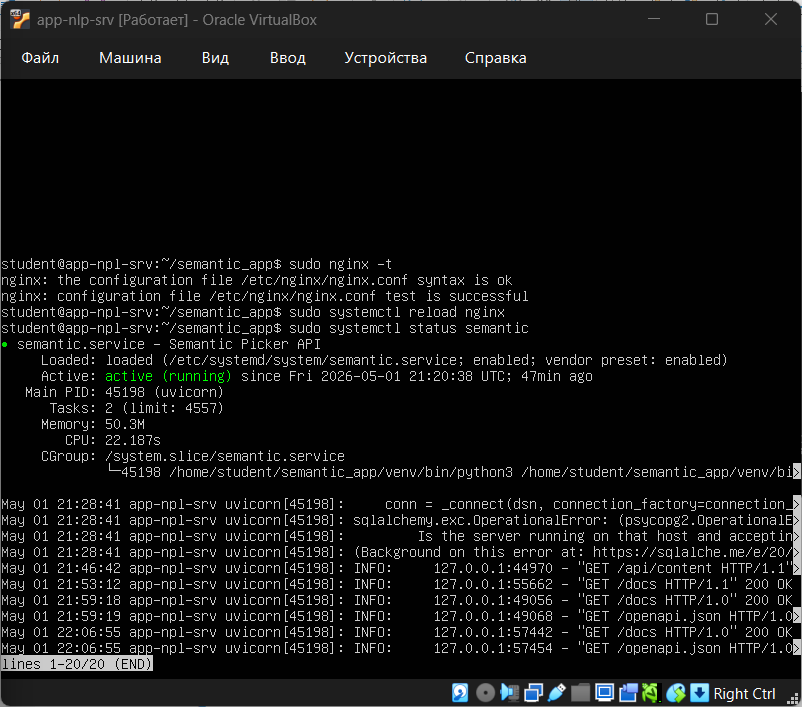 app-nlp-srv [Работает] - Oracle VirtualBox
Файл Машина Вид Ввод Устройства Справка
student@app-npl-srv:~/semantic_app$ sudo nginx -t
nginx: the configuration file /etc/nginx/nginx.conf syntax is ok
nginx: configuration file /etc/nginx/nginx.conf test is successful
student@app-npl-srv:~/semantic_app$ sudo systemctl reload nginx
student@app-npl-srv:~/semantic_app$ sudo systemctl status semantic
● semantic.service – Semantic Picker API
Loaded: loaded (/etc/systemd/system/semantic.service; enabled; vendor preset: enabled)
Active: active (running) since Fri 2026-05-01 21:20:38 UTC; 47min ago
Main PID: 45198 (uvicorn)
Tasks: 2 (limit: 4557)
Memory: 50.3M
CPU: 22.187s
CGroup: /system.slice/semantic.service
└─45198 /home/student/semantic_app/venv/bin/python3 /home/student/semantic_app/venv/bi>
May 01 21:28:41 app-npl-srv uvicorn[45198]: conn = _connect(dsn, connection_factory=connection_>
May 01 21:28:41 app-npl-srv uvicorn[45198]: sqlalchemy.exc.OperationalError: (psycopg2.OperationalE>
May 01 21:28:41 app-npl-srv uvicorn[45198]: Is the server running on that host and acceptin>
May 01 21:28:41 app-npl-srv uvicorn[45198]: (Background on this error at: https://sqlalche.me/e/20/>
May 01 21:46:42 app-npl-srv uvicorn[45198]: INFO: 127.0.0.1:44970 – "GET /api/content HTTP/1.1">
May 01 21:53:12 app-npl-srv uvicorn[45198]: INFO: 127.0.0.1:55662 – "GET /docs HTTP/1.1" 200 OK
May 01 21:59:18 app-npl-srv uvicorn[45198]: INFO: 127.0.0.1:49056 – "GET /docs HTTP/1.0" 200 OK
May 01 21:59:19 app-npl-srv uvicorn[45198]: INFO: 127.0.0.1:49068 – "GET /openapi.json HTTP/1.0>
May 01 22:06:55 app-npl-srv uvicorn[45198]: INFO: 127.0.0.1:57442 – "GET /docs HTTP/1.0" 200 OK
May 01 22:06:55 app-npl-srv uvicorn[45198]: INFO: 127.0.0.1:57454 – "GET /openapi.json HTTP/1.0>
lines 1-20/20 (END)
Right Ctrl